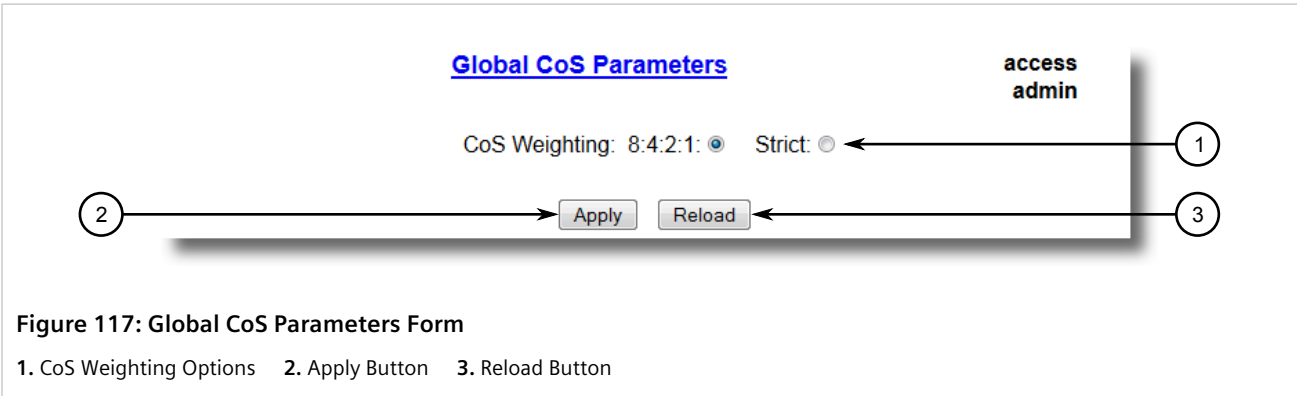 Global CoS Parameters
access
admin
CoS Weighting: 8:4:2:1: Strict:
1
2
Apply Reload
3
Figure 117: Global CoS Parameters Form
1. CoS Weighting Options 2. Apply Button 3. Reload Button